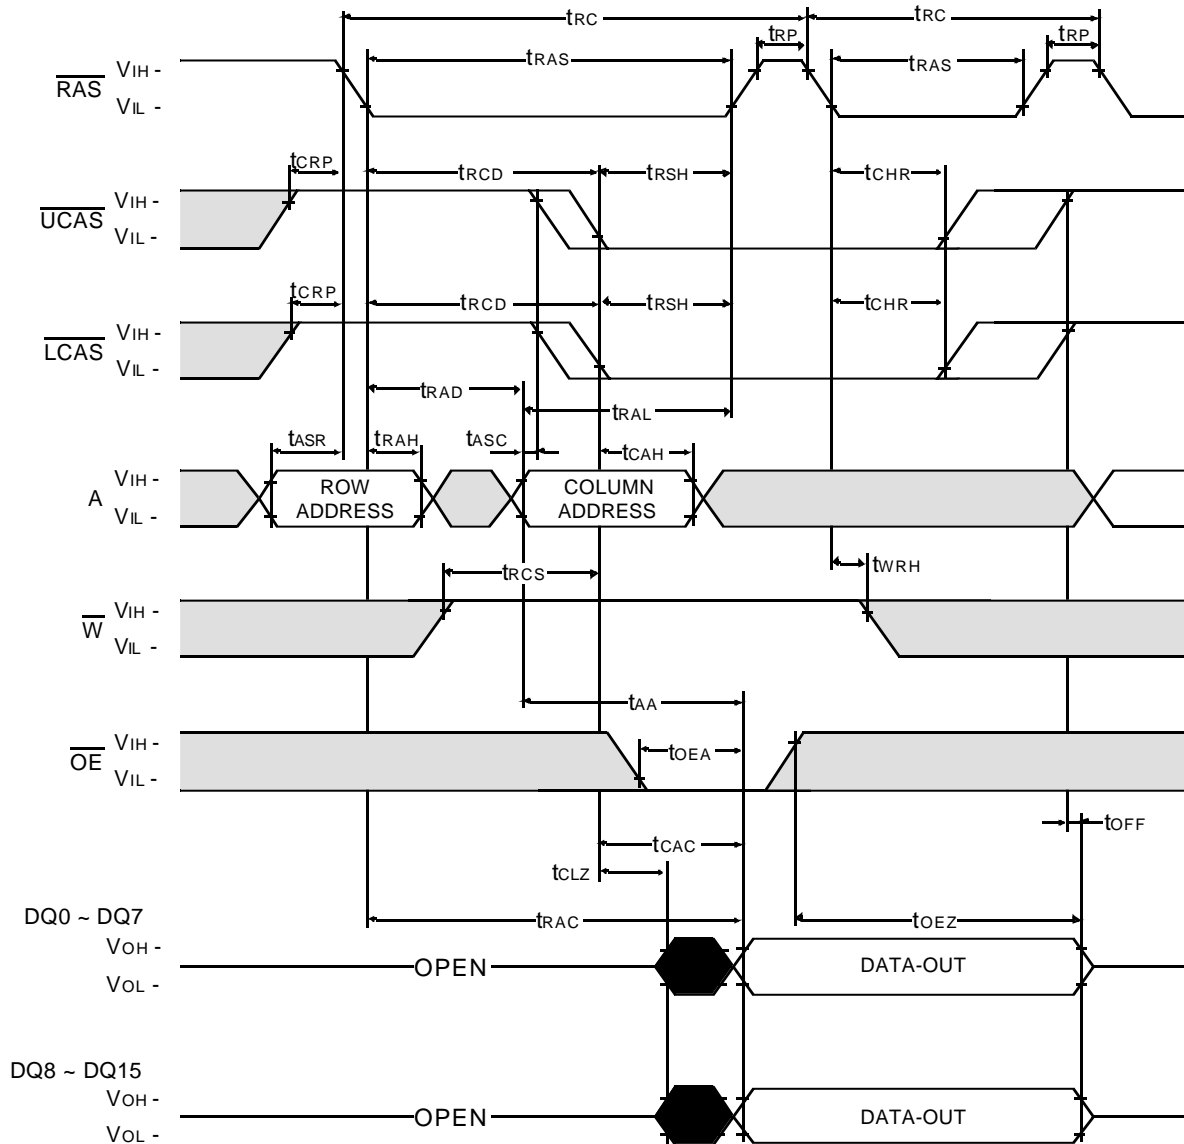 tRC tRC
tRP tRP
tRAS tRAS
RAS VIH -
VIL -
tCRP tRCD tRSH tCHR
UCAS VIH -
VIL -
tCRP tRCD tRSH tCHR
LCAS VIH -
VIL -
tRAD
tRAL
tASR tRAH tASC tCAH
A VIH -
VIL -
ROW
ADDRESS
COLUMN
ADDRESS
tRCS tWRH
W VIH -
VIL -
tAA
OE VIH -
VIL -
tOEA
tOFF
tCAC
tCLZ
DQ0 ~ DQ7
tRAC tOEZ
VOH -
VOL -
OPEN DATA-OUT
DQ8 ~ DQ15
VOH -
VOL -
OPEN DATA-OUT